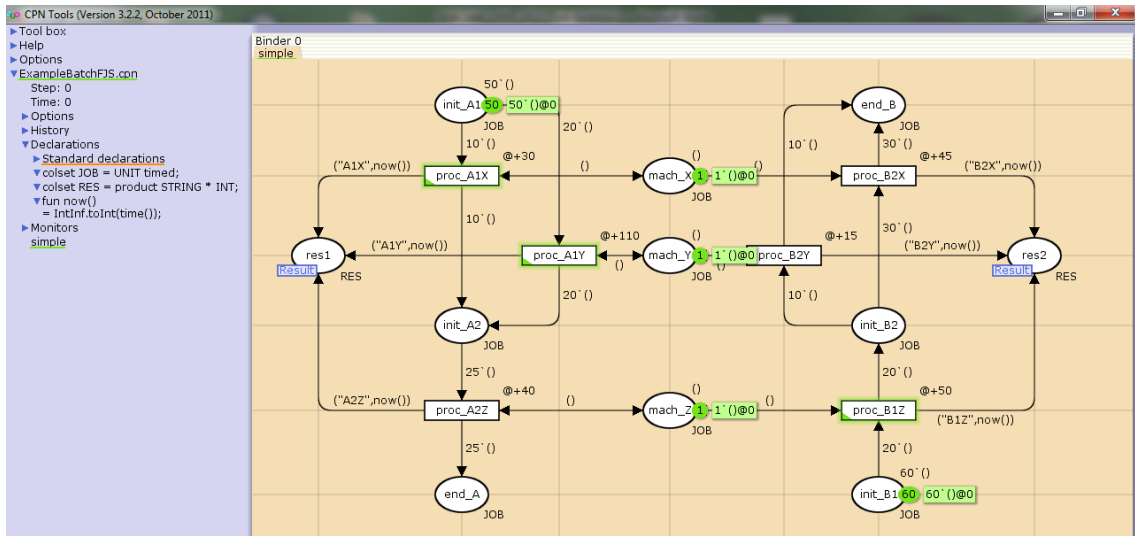 CPN Tools (Version 3.2.2, October 2011)
Tool box
Help
Options
ExampleBatchFJS.cpn
Step: 0
Time: 0
Options
History
Declarations
Standard declarations
colset JOB = UNIT timed;
colset RES = product STRING * INT;
fun now()
= IntInf.toInt(time());
Monitors
simple
Binder 0
simple
50`()
init_A1 50 50`()@0
JOB
end_B
JOB
10`()
20`()
10`()
30`()
("A1X",now())
@+30
()
()
@+45
("B2X",now())
proc_A1X
mach_X 1 1`()@0
JOB
proc_B2X
10`()
30`()
("A1Y",now())
@+110
()
@+15
("B2Y",now())
res1
Result
RES
proc_A1Y
()
mach_Y 1 1`()@0
JOB
()
proc_B2Y
res2
Result
RES
20`()
10`()
init_A2
JOB
init_B2
JOB
25`()
20`()
("A2Z",now())
@+40
()
()
@+50
proc_A2Z
mach_Z 1 1`()@0
JOB
()
proc_B1Z
("B1Z",now())
25`()
20`()
60`()
end_A
JOB
init_B1 60 60`()@0
JOB